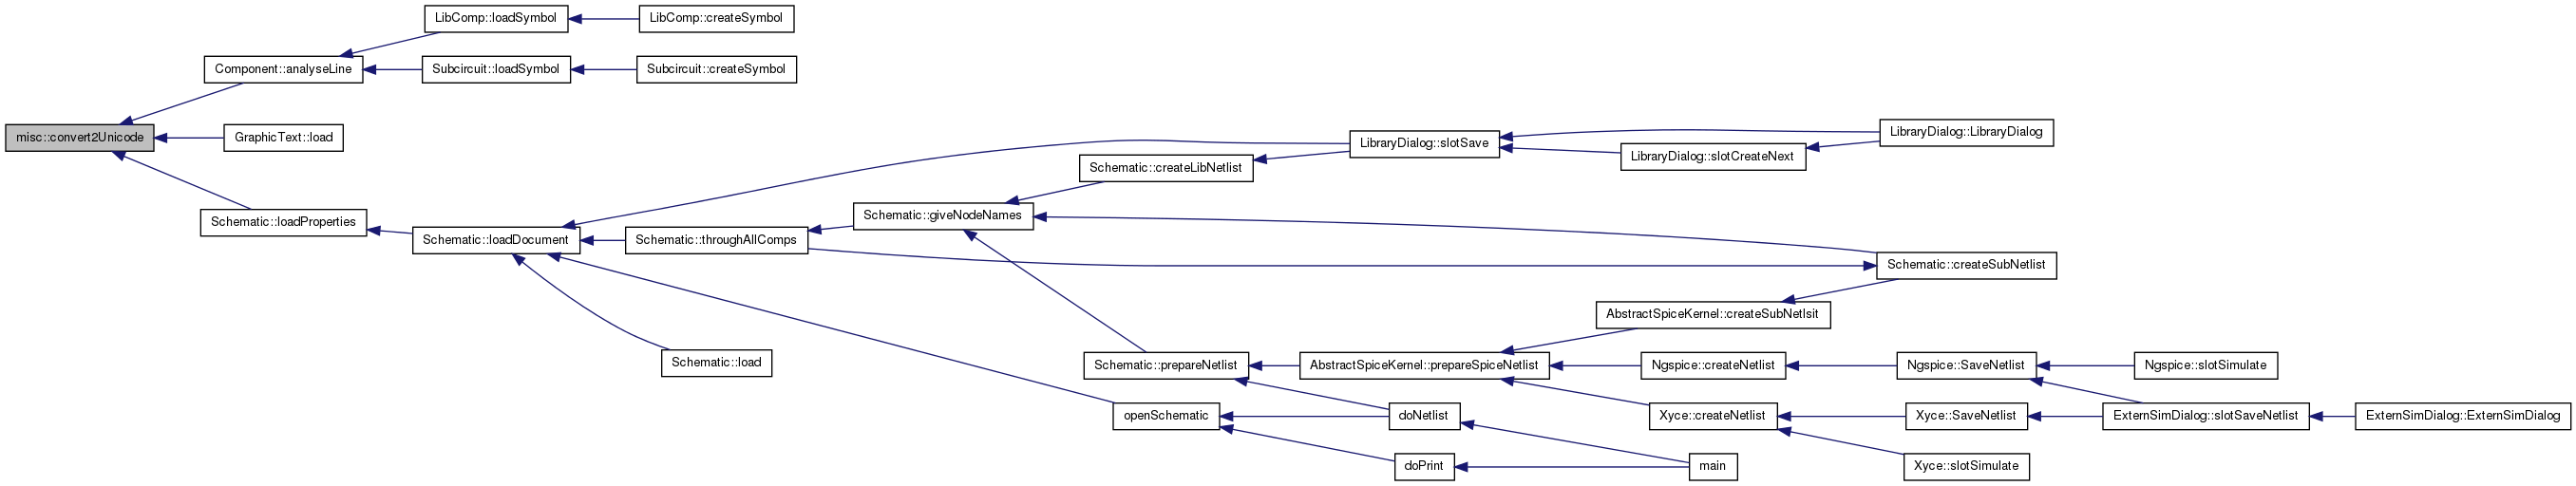 LibComp::loadSymbol
LibComp::createSymbol
Component::analyseLine
Subcircuit::loadSymbol
Subcircuit::createSymbol
misc::convert2Unicode
GraphicText::load
LibraryDialog::slotSave
LibraryDialog::LibraryDialog
LibraryDialog::slotCreateNext
Schematic::createLibNetlist
Schematic::loadProperties
Schematic::giveNodeNames
Schematic::loadDocument
Schematic::throughAllComps
Schematic::createSubNetlist
AbstractSpiceKernel::createSubNetlsit
Schematic::load
Schematic::prepareNetlist
AbstractSpiceKernel::prepareSpiceNetlist
Ngspice::createNetlist
Ngspice::SaveNetlist
Ngspice::slotSimulate
openSchematic
doNetlist
Xyce::createNetlist
Xyce::SaveNetlist
ExternSimDialog::slotSaveNetlist
ExternSimDialog::ExternSimDialog
doPrint
main
Xyce::slotSimulate